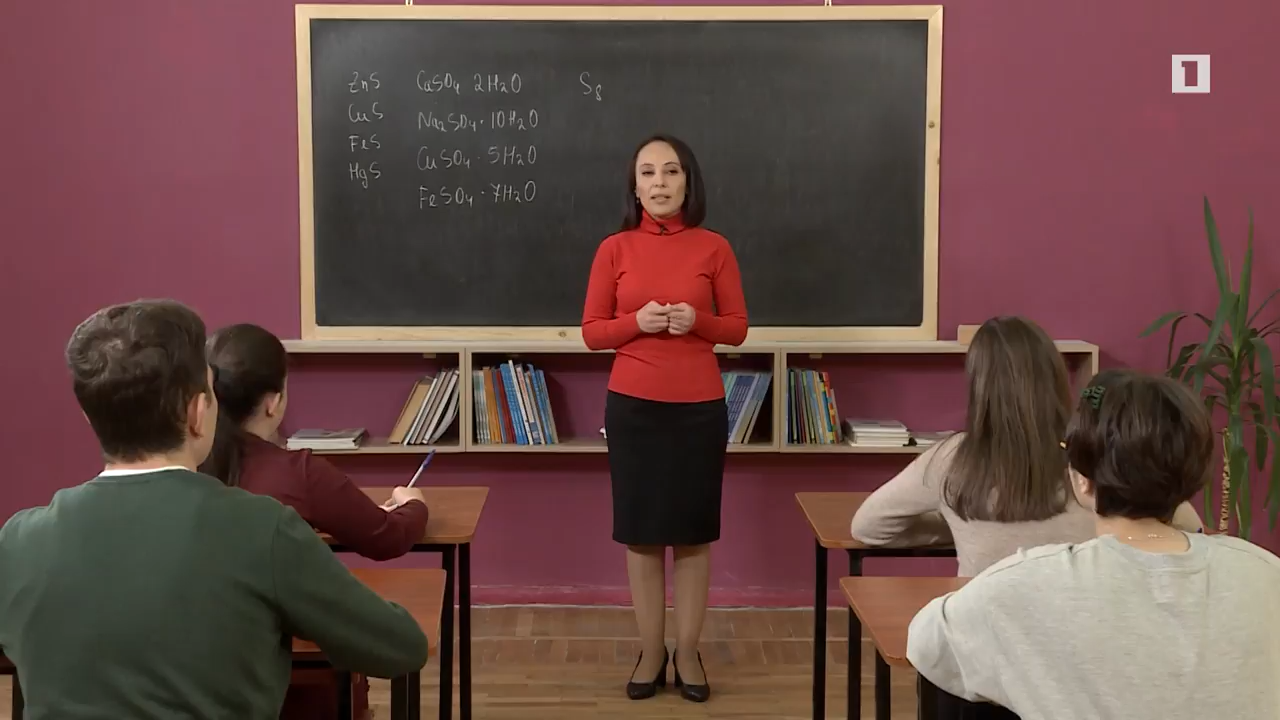 ZnS
CuS
FeS
HgS
CaSO4 2H2O
Na2SO4·10H2O
CuSO4·5H2O
FeSO4·7H2O
S8
1